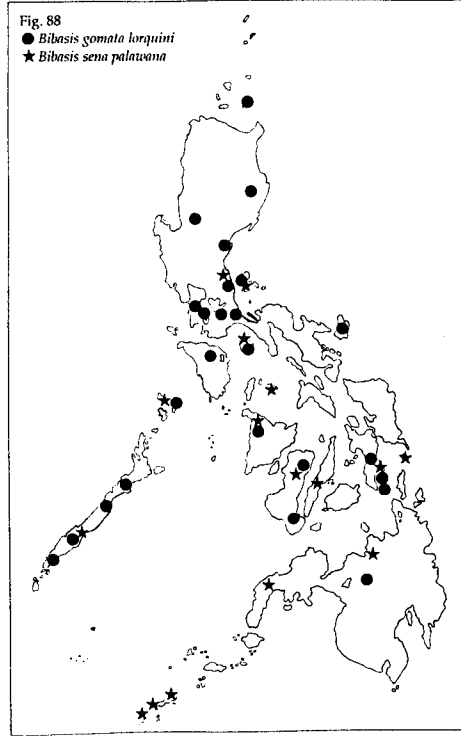 Fig. 88
● Bibasis gomata lorquini
★ Bibasis sena palawana